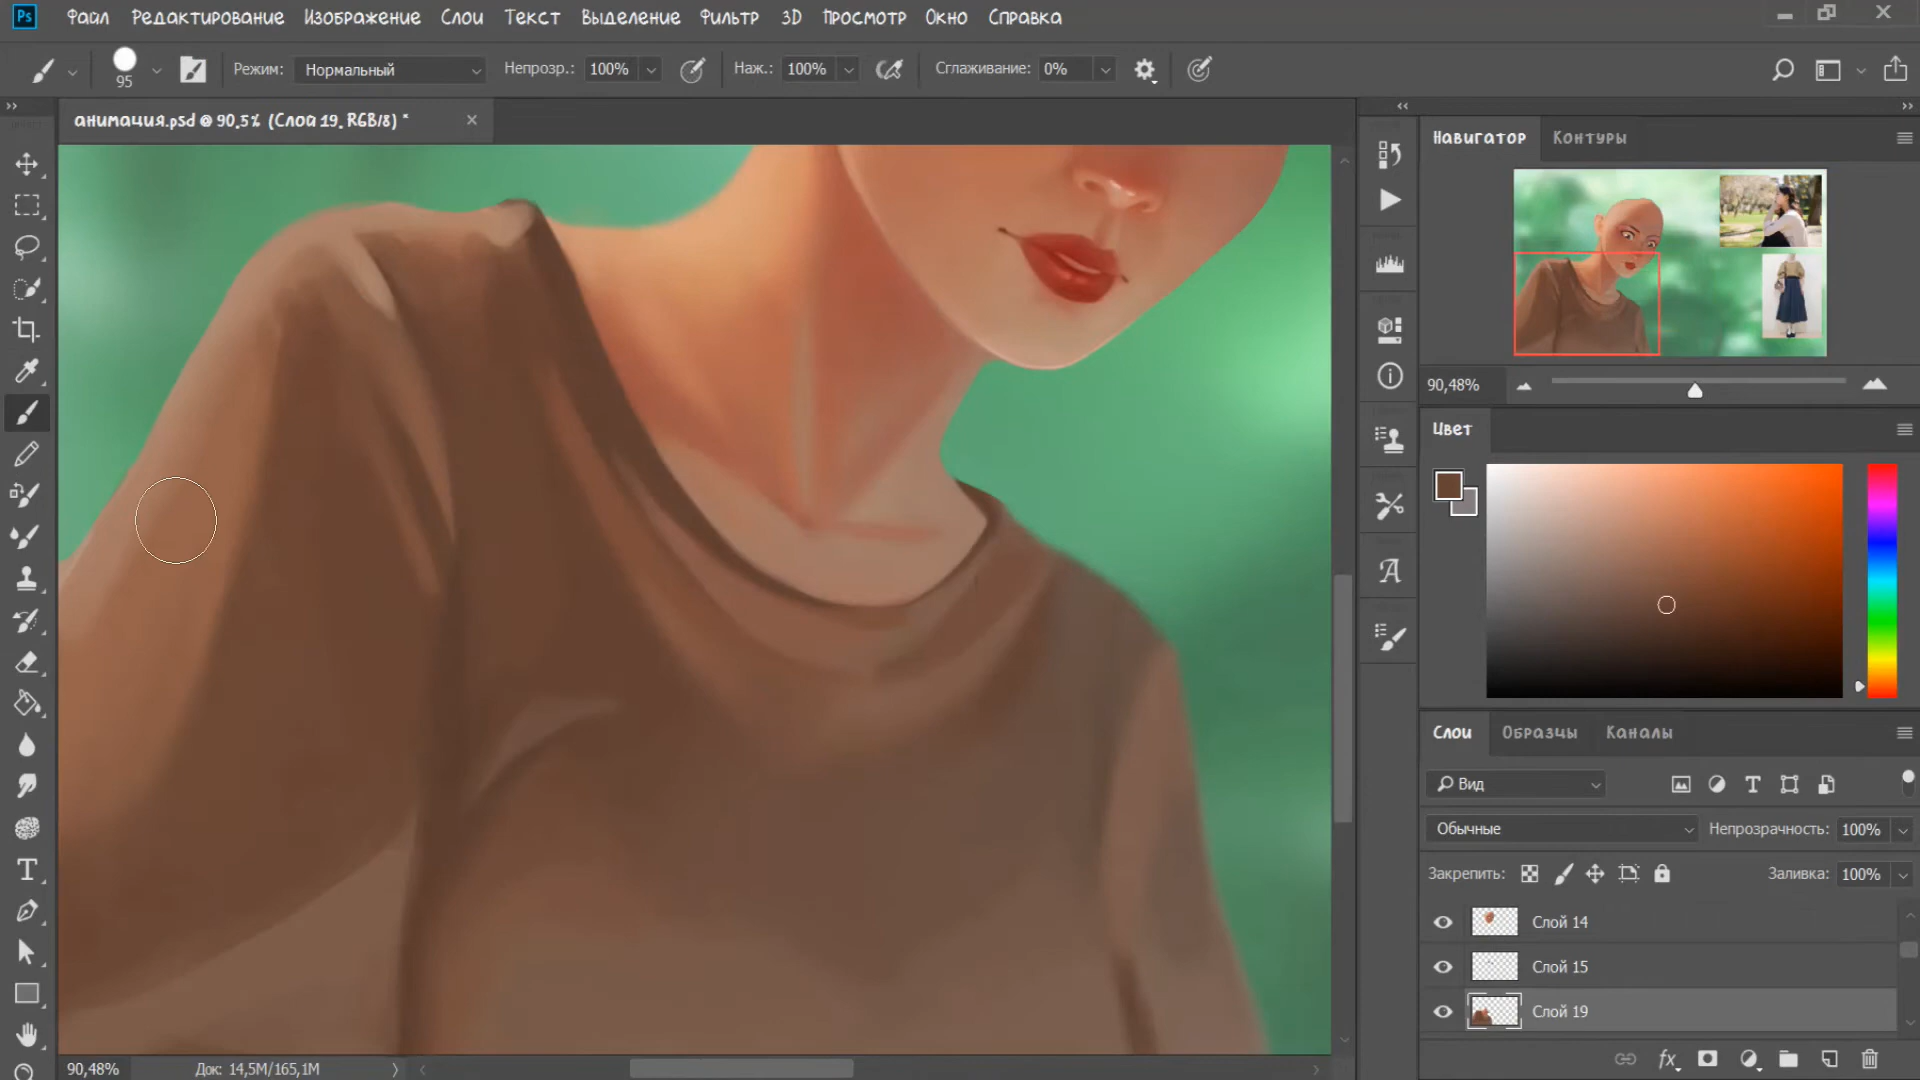 Ps Файл Редактирование Изображение Слои Текст Выделение Фильтр 3D Просмотр Окно Справка
95 Режим: Нормальный Непрозр.: 100% Наж.: 100% Сглаживание: 0%
анимация.psd @ 90,5% (Слой 19, RGB/8) *
Навигатор Контуры
90,48%
Цвет
Слои Образцы Каналы
Вид
Обычные Непрозрачность: 100%
Закрепить: Заливка: 100%
Слой 14
Слой 15
Слой 19
90,48% Док: 14,5M/165,1M